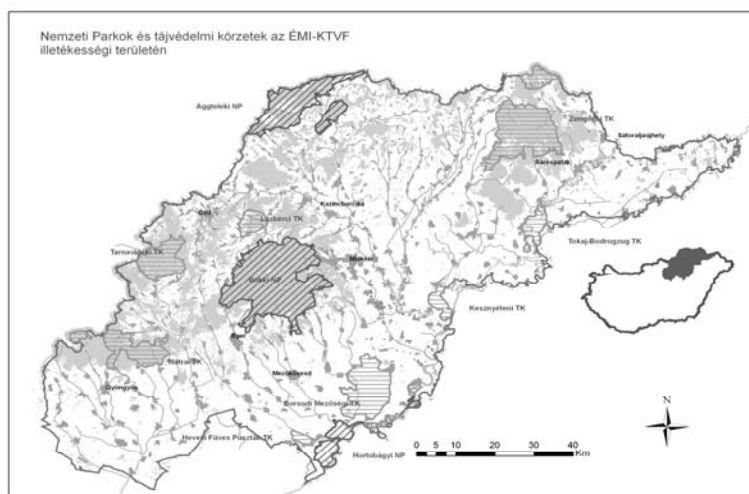 Nemzeti Parkok és tájvédelmi körzetek az ÉMI-KTVF
illetékességi területén
Aggteleki NP
Zempléni TK
Sátoraljaújhely
Sárospatak
Kazincbarcika
Ózd
Lázbérci TK
Tarnavidéki TK
Tokaj-Bodrogzug TK
Miskolc
Bükki NP
Kesznyéteni TK
Eger
Mátrai TK
Mezőkövesd
Gyöngyös
Borsodi Mezőségi TK
Hevesi Füves Puszták TK
Hortobágyi NP
N
0 5 10 20 30 40
Km